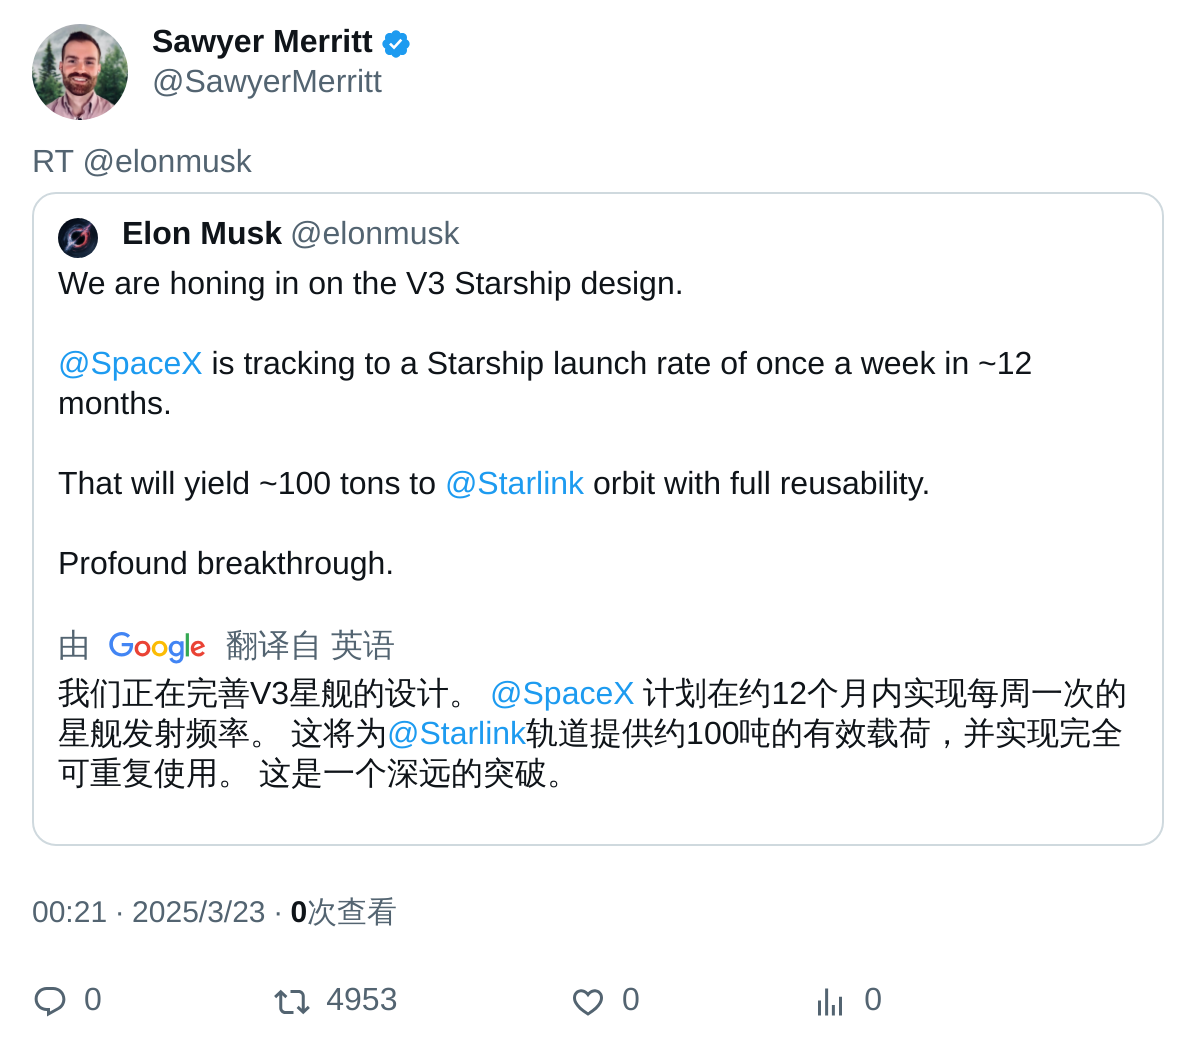 Sawyer Merritt
@SawyerMerritt
RT @elonmusk
Elon Musk @elonmusk
We are honing in on the V3 Starship design.
@SpaceX is tracking to a Starship launch rate of once a week in ~12
months.
That will yield ~100 tons to @Starlink orbit with full reusability.
Profound breakthrough.
由 Google 翻译自 英语
我们正在完善V3星舰的设计。 @SpaceX 计划在约12个月内实现每周一次的
星舰发射频率。 这将为@Starlink轨道提供约100吨的有效载荷，并实现完全
可重复使用。 这是一个深远的突破。
00:21 · 2025/3/23 · 0次查看
0 4953 0 0